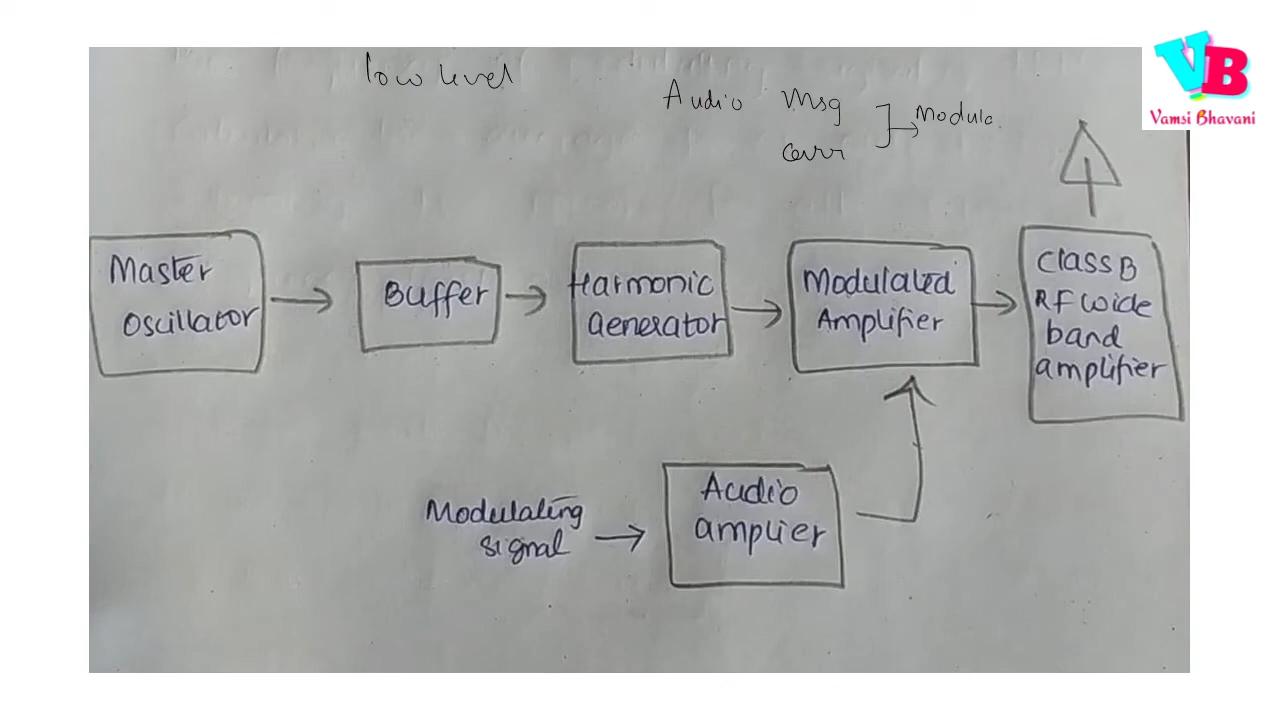 VB
Vamsi Bhavani
low level
Audio Msg
carr
Modula
Master
Oscillator
Buffer
Harmonic
Generator
Modulated
Amplifier
Class B
RF wide
band
amplifier
Modulating
signal
Audio
amplier